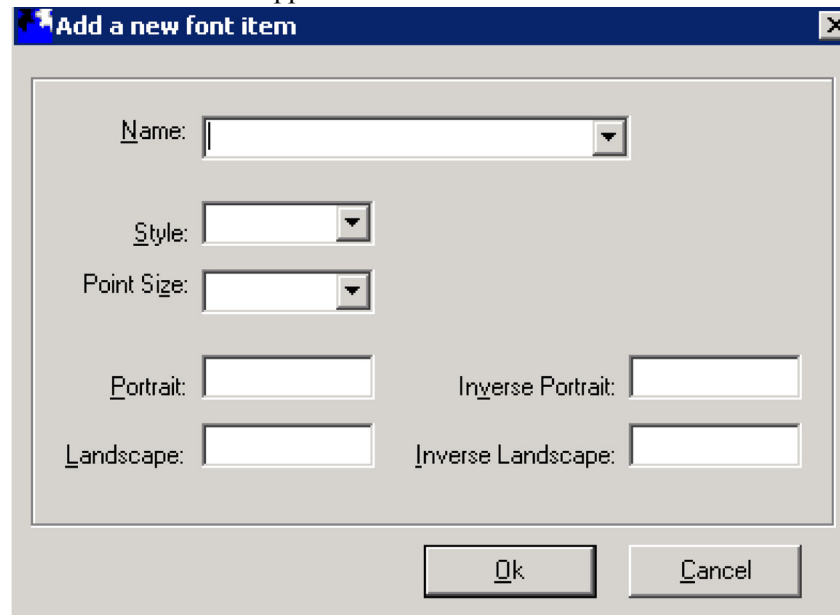 Add a new font item
Name:
Style:
Point Size:
Portrait: Inverse Portrait:
Landscape: Inverse Landscape:
Ok Cancel